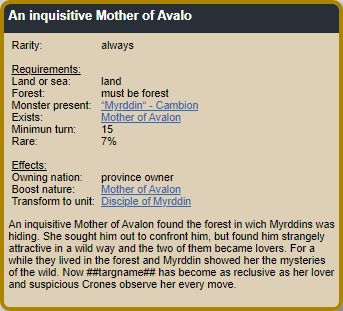 An inquisitive Mother of Avalo
Rarity: always
Requirements:
Land or sea: land
Forest: must be forest
Monster present: “Myrddin“ - Cambion
Exists: Mother of Avalon
Minimun turn: 15
Rare: 7%
Effects:
Owning nation: province owner
Boost nature: Mother of Avalon
Transform to unit: Disciple of Myrddin
An inquisitive Mother of Avalon found the forest in wich Myrddins was
hiding. She sought him out to confront him, but found him strangely
attractive in a wild way and the two of them became lovers. For a
while they lived in the forest and Myrddin showed her the mysteries
of the wild. Now ##targname## has become as reclusive as her lover
and suspicious Crones observe her every move.